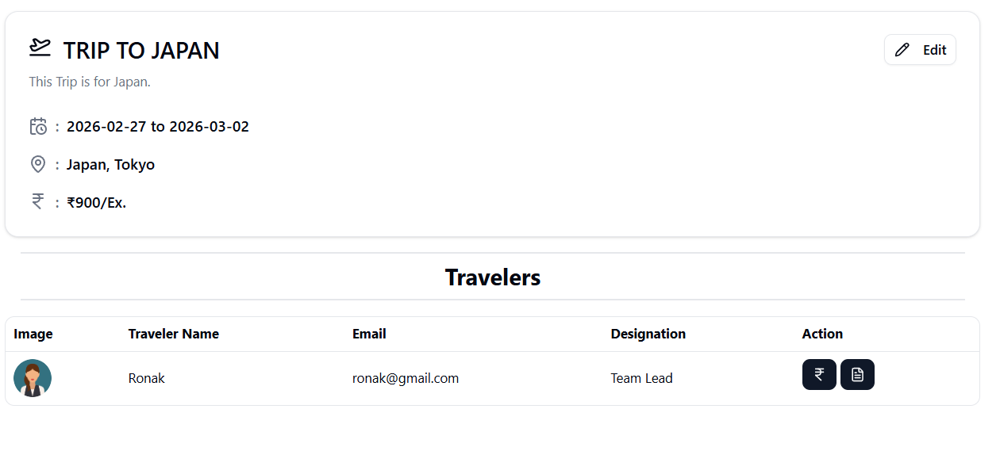 TRIP TO JAPAN
Edit
This Trip is for Japan.
: 2026-02-27 to 2026-03-02
: Japan, Tokyo
₹ : ₹900/Ex.
Travelers
Image Traveler Name Email Designation Action
Ronak ronak@gmail.com Team Lead ₹